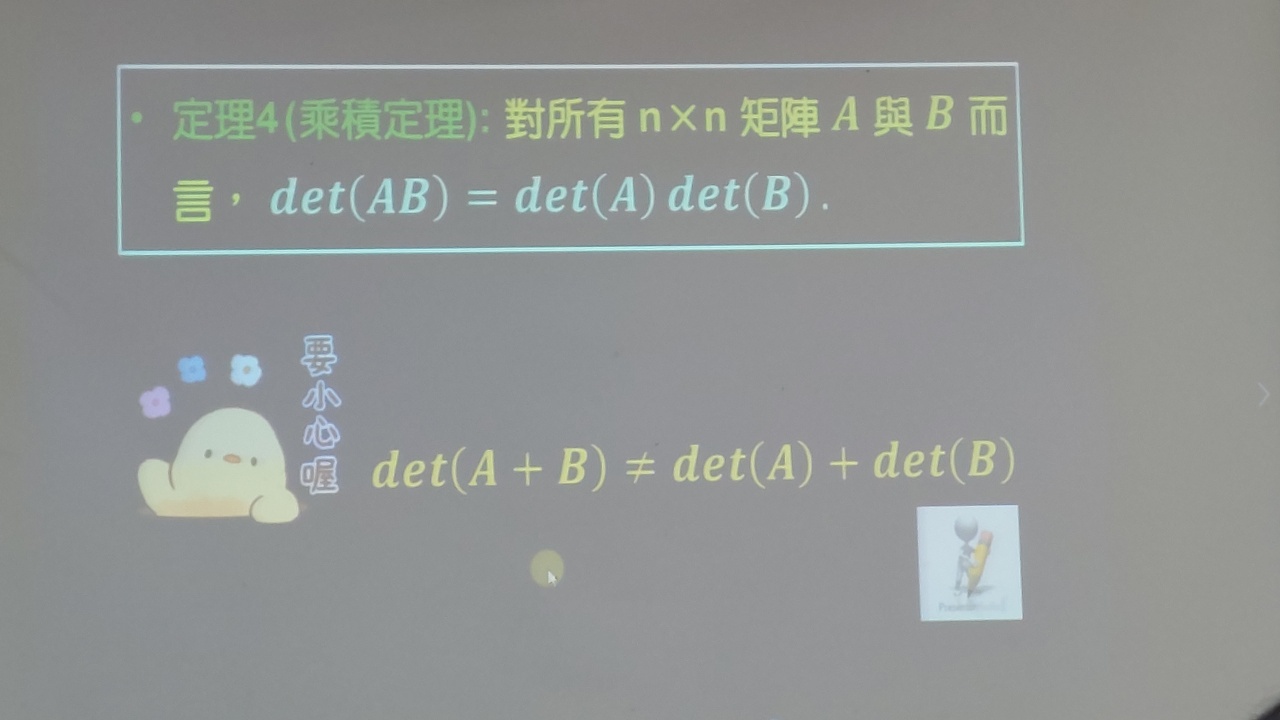 • 定理4(乘積定理): 對所有 n×n 矩陣 A 與 B 而
言，det(AB) = det(A) det(B).
要小心喔
det(A + B) ≠ det(A) + det(B)